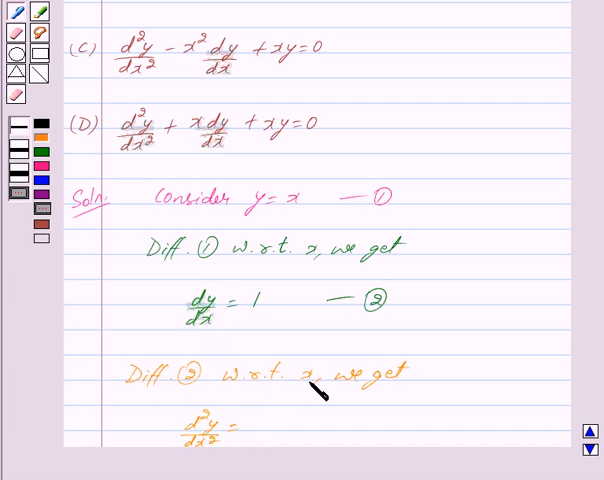 (C) d²y/dx² - x² dy/dx + xy = 0
(D) d²y/dx² + x dy/dx + xy = 0
Soln. Consider y = x — ①
Diff. ① w.r.t. x, we get
dy/dx = 1 — ②
Diff. ② w.r.t. x, we get
d²y/dx² =